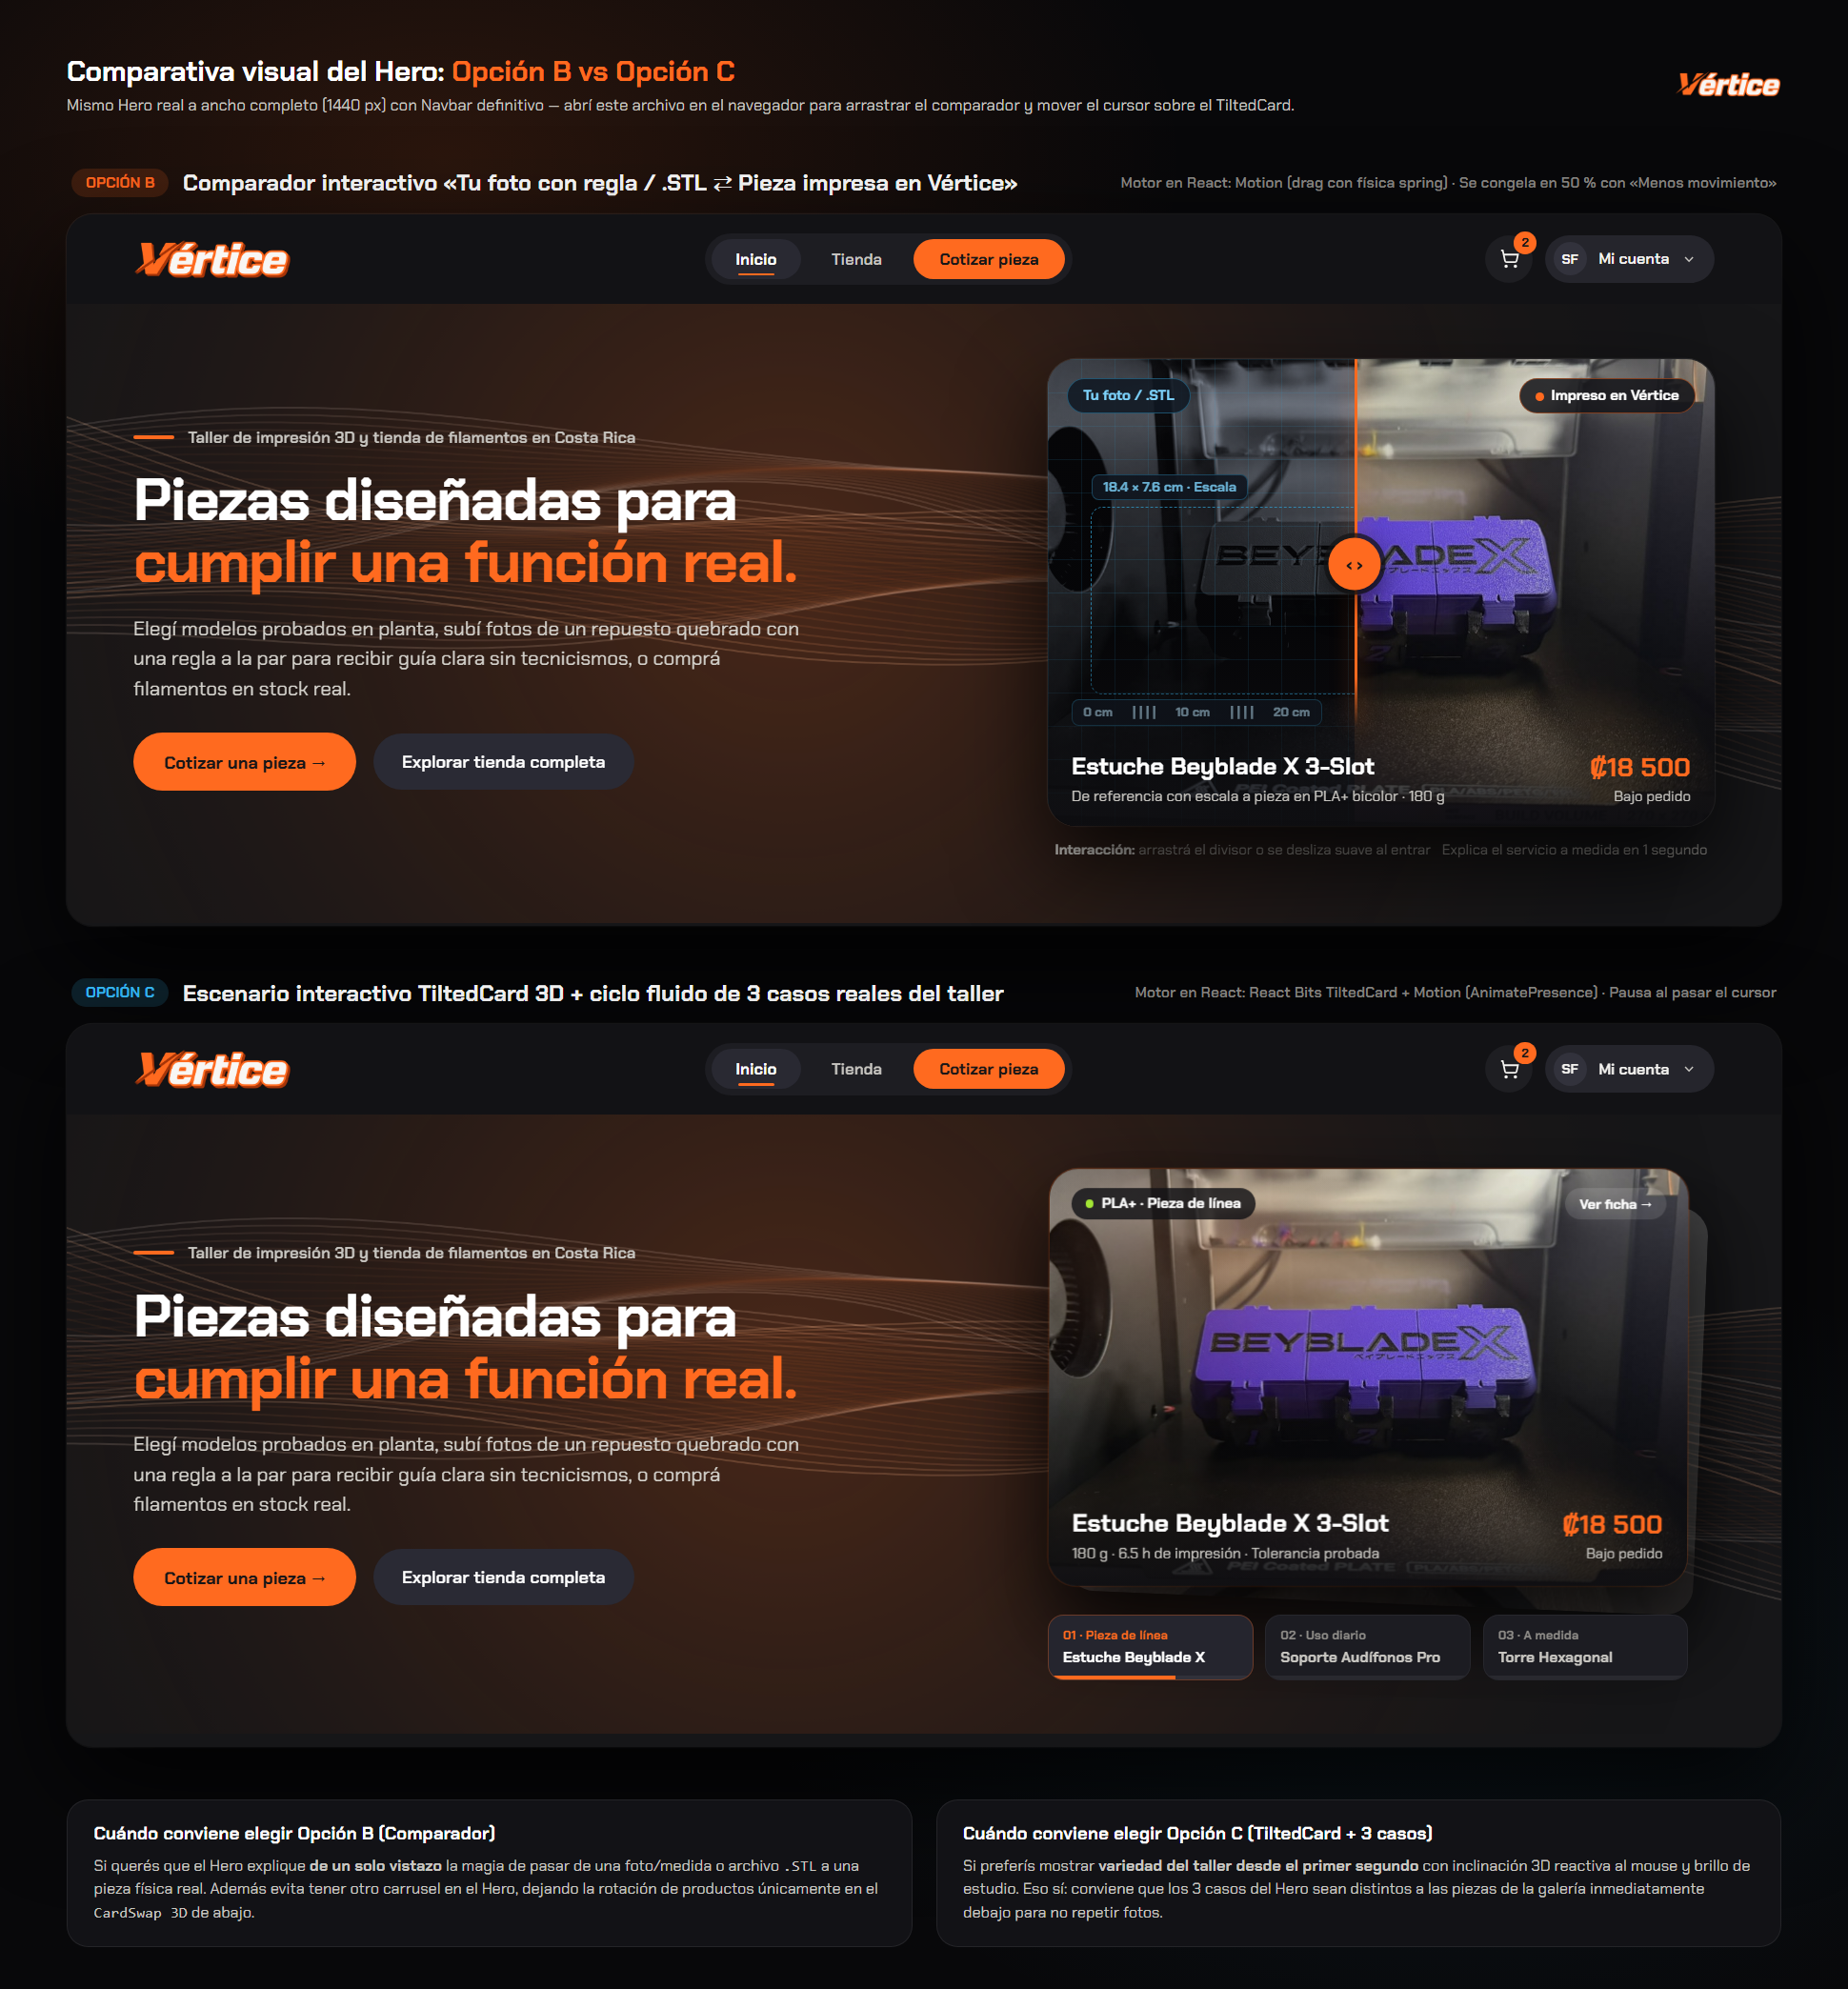 Comparativa visual del Hero: Opción B vs Opción C
Mismo Hero real a ancho completo (1440 px) con Navbar definitivo — abrí este archivo en el navegador para arrastrar el comparador y mover el cursor sobre el TiltedCard.
Vértice
OPCIÓN B
Comparador interactivo «Tu foto con regla / .STL ⇄ Pieza impresa en Vértice»
Motor en React: Motion (drag con física spring) · Se congela en 50 % con «Menos movimiento»
Vértice
Inicio
Tienda
Cotizar pieza
2
SF
Mi cuenta
Taller de impresión 3D y tienda de filamentos en Costa Rica
Piezas diseñadas para
cumplir una función real.
Elegí modelos probados en planta, subí fotos de un repuesto quebrado con
una regla a la par para recibir guía clara sin tecnicismos, o comprá
filamentos en stock real.
Cotizar una pieza →
Explorar tienda completa
Tu foto / .STL
Impreso en Vértice
18.4 × 7.6 cm · Escala
BEYBLADEX
0 cm
10 cm
20 cm
Estuche Beyblade X 3-Slot
₡18 500
De referencia con escala a pieza en PLA+ bicolor · 180 g
Bajo pedido
Interacción: arrastrá el divisor o se desliza suave al entrar
Explica el servicio a medida en 1 segundo
OPCIÓN C
Escenario interactivo TiltedCard 3D + ciclo fluido de 3 casos reales del taller
Motor en React: React Bits TiltedCard + Motion (AnimatePresence) · Pausa al pasar el cursor
Vértice
Inicio
Tienda
Cotizar pieza
2
SF
Mi cuenta
Taller de impresión 3D y tienda de filamentos en Costa Rica
Piezas diseñadas para
cumplir una función real.
Elegí modelos probados en planta, subí fotos de un repuesto quebrado con
una regla a la par para recibir guía clara sin tecnicismos, o comprá
filamentos en stock real.
Cotizar una pieza →
Explorar tienda completa
PLA+ · Pieza de línea
Ver ficha →
BEYBLADEX
ベイブレードエックス
1 2
Estuche Beyblade X 3-Slot
₡18 500
180 g · 6.5 h de impresión · Tolerancia probada
Bajo pedido
PEI Coated PLATE
01 · Pieza de línea
Estuche Beyblade X
02 · Uso diario
Soporte Audífonos Pro
03 · A medida
Torre Hexagonal
Cuándo conviene elegir Opción B (Comparador)
Si querés que el Hero explique de un solo vistazo la magia de pasar de una foto/medida o archivo .STL a una
pieza física real. Además evita tener otro carrusel en el Hero, dejando la rotación de productos únicamente en el
CardSwap 3D de abajo.
Cuándo conviene elegir Opción C (TiltedCard + 3 casos)
Si preferís mostrar variedad del taller desde el primer segundo con inclinación 3D reactiva al mouse y brillo de
estudio. Eso sí: conviene que los 3 casos del Hero sean distintos a las piezas de la galería inmediatamente
debajo para no repetir fotos.